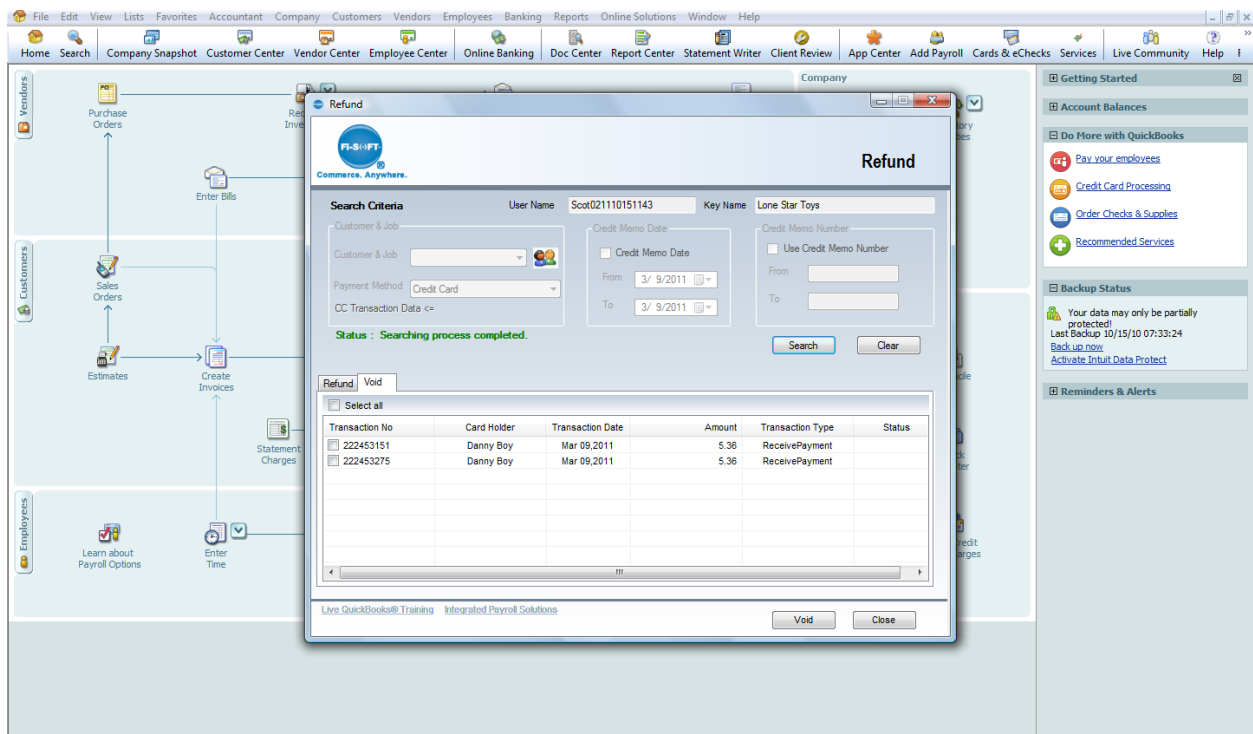 File Edit View Lists Favorites Accountant Company Customers Vendors Employees Banking Reports Online Solutions Window Help
Home Search Company Snapshot Customer Center Vendor Center Employee Center Online Banking Doc Center Report Center Statement Writer Client Review App Center Add Payroll Cards & eChecks Services Live Community Help
Vendors
PO
Purchase
Orders
Enter Bills
Company
Customers
Sales
Orders
Estimates
Create
Invoices
Statement
Charges
Employees
Learn about
Payroll Options
Enter
Time
Refund
FI-SOFT
®
Commerce. Anywhere.
Refund
Search Criteria User Name Scot021110151143 Key Name Lone Star Toys
Customer & Job Credit Memo Date Credit Memo Number
Customer & Job Credit Memo Date Use Credit Memo Number
Payment Method Credit Card From 3/ 9/2011 From
CC Transaction Data <= To 3/ 9/2011 To
Status : Searching process completed.
Search Clear
Refund Void
Select all
Transaction No Card Holder Transaction Date Amount Transaction Type Status
222453151 Danny Boy Mar 09,2011 5.36 ReceivePayment
222453275 Danny Boy Mar 09,2011 5.36 ReceivePayment
Live QuickBooks® Training Integrated Payroll Solutions
Void Close
Getting Started
Account Balances
Do More with QuickBooks
Pay your employees
Credit Card Processing
Order Checks & Supplies
Recommended Services
Backup Status
Your data may only be partially
protected!
Last Backup 10/15/10 07:33:24
Back up now
Activate Intuit Data Protect
Reminders & Alerts